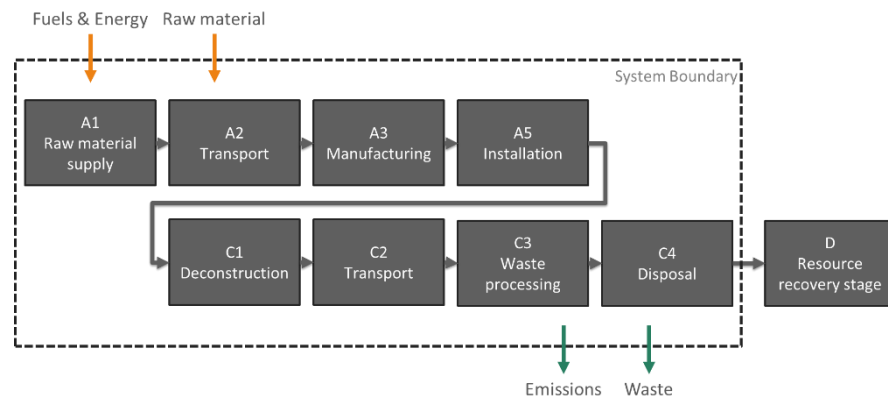 Fuels & Energy
Raw material
System Boundary
A1
Raw material
supply
A2
Transport
A3
Manufacturing
A5
Installation
C1
Deconstruction
C2
Transport
C3
Waste
processing
C4
Disposal
D
Resource
recovery stage
Emissions
Waste